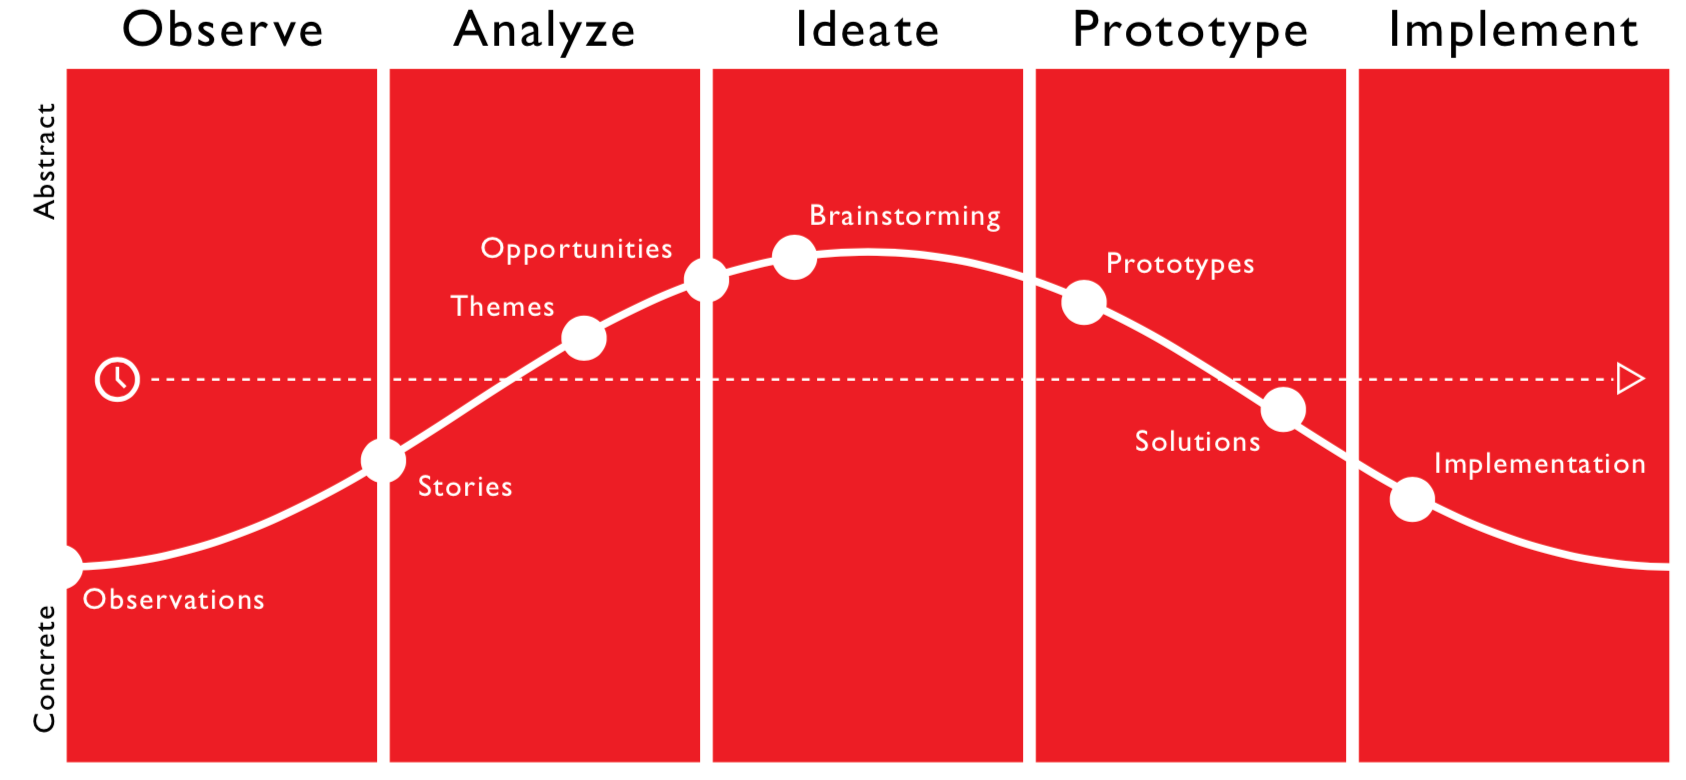 Observe
Analyze
Ideate
Prototype
Implement
Abstract
Concrete
Observations
Stories
Themes
Opportunities
Brainstorming
Prototypes
Solutions
Implementation